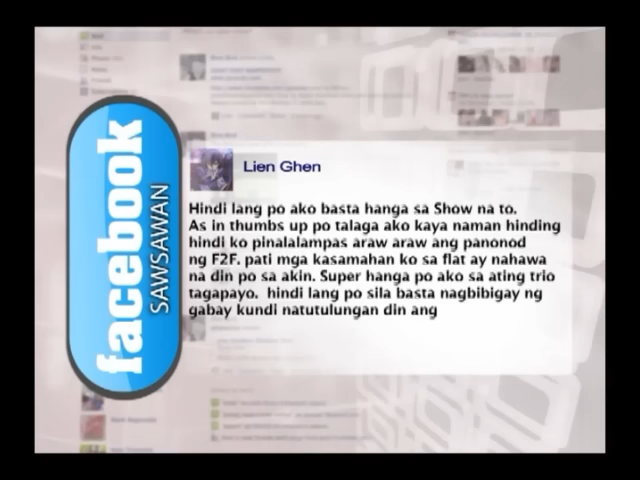 facebook
SAWSAWAN
Lien Ghen
Hindi lang po ako basta hanga sa Show na to.
As in thumbs up po talaga ako kaya naman hinding
hindi ko pinalalampas araw araw ang panonod
ng F2F. pati mga kasamahan ko sa flat ay nahawa
na din po sa akin. Super hanga po ako sa ating trio
tagapayo. hindi lang po sila basta nagbibigay ng
gabay kundi natutulungan din ang